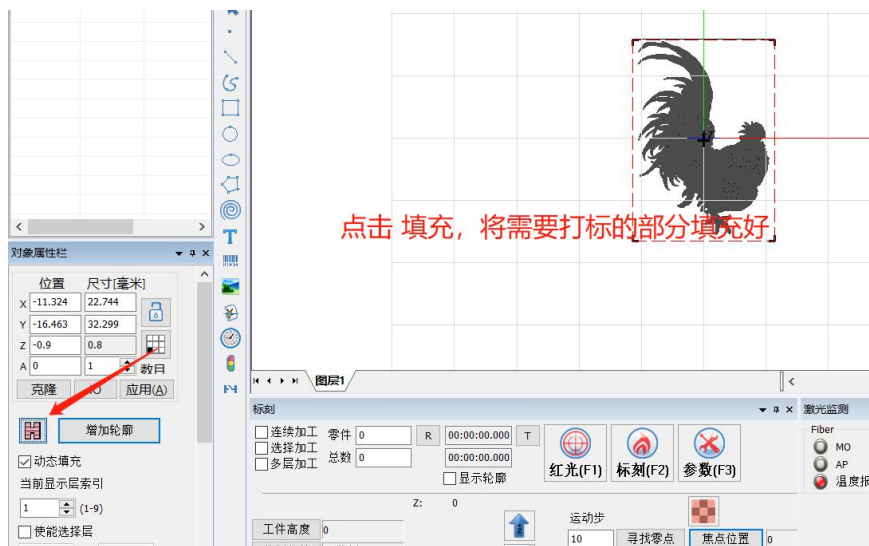 点击 填充，将需要打标的部分填充好
对象属性栏
位置 尺寸[毫米]
X -11.324 22.744
Y -16.463 32.299
Z -0.9 0.8
A 0 1 数目
克隆 IO 应用(A)
增加轮廓
动态填充
当前显示层索引
1 (1-9)
使能选择层
T
图层1
标刻
连续加工 零件 0 R 00:00:00.000 T
选择加工
多层加工 总数 0 00:00:00.000
显示轮廓
红光(F1) 标刻(F2) 参数(F3)
Z: 0
工件高度 0
运动步
10 寻找零点 焦点位置 0
激光监测
Fiber
MO
AP
温度报